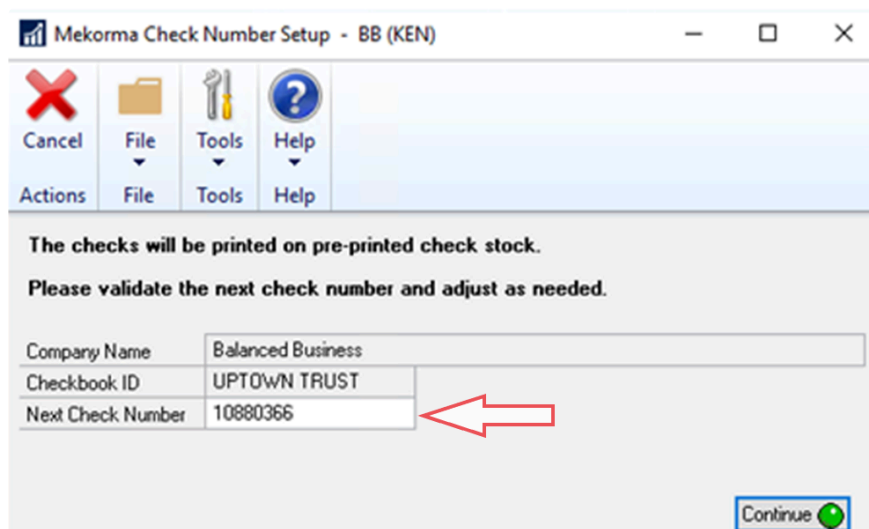 Mekorma Check Number Setup - BB (KEN)
Cancel File Tools Help
Actions File Tools Help
The checks will be printed on pre-printed check stock.
Please validate the next check number and adjust as needed.
Company Name Balanced Business
Checkbook ID UPTOWN TRUST
Next Check Number 10880366
Continue